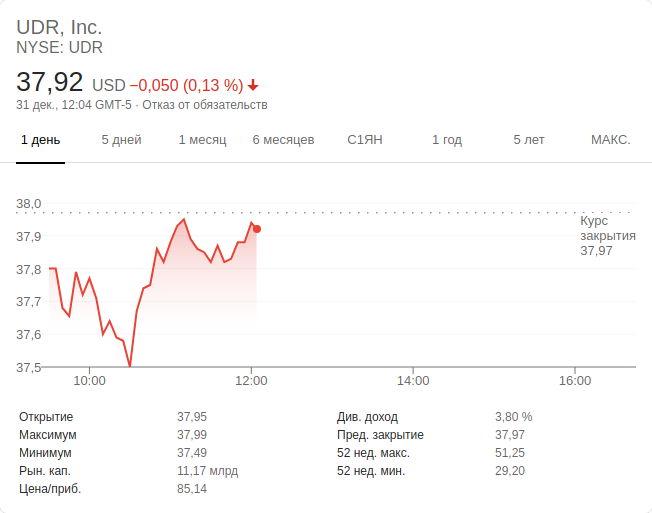 UDR, Inc.
NYSE: UDR
37,92 USD −0,050 (0,13 %)
31 дек., 12:04 GMT-5 · Отказ от обязательств
1 день 5 дней 1 месяц 6 месяцев С1ЯН 1 год 5 лет МАКС.
38,0
37,9
37,8
37,7
37,6
37,5
Курс
закрытия
37,97
10:00 12:00 14:00 16:00
Открытие 37,95
Максимум 37,99
Минимум 37,49
Рын. кап. 11,17 млрд
Цена/приб. 85,14
Див. доход 3,80 %
Пред. закрытие 37,97
52 нед. макс. 51,25
52 нед. мин. 29,20